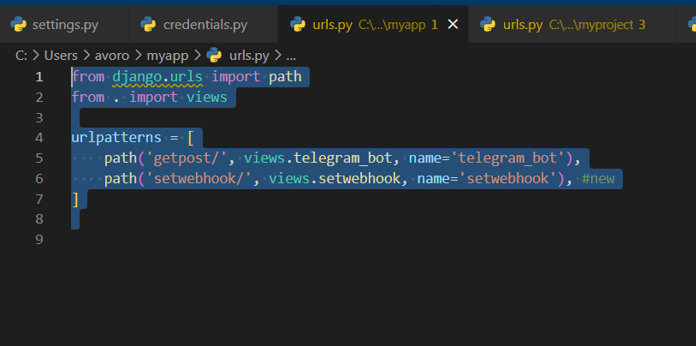 settings.py credentials.py urls.py C:\...\myapp 1 urls.py C:\...\myproject 3
C: > Users > avoro > myapp > urls.py > ...
1 from django.urls import path
2 from . import views
3
4 urlpatterns = [
5     path('getpost/', views.telegram_bot, name='telegram_bot'),
6     path('setwebhook/', views.setwebhook, name='setwebhook'), #new
7 ]
8
9